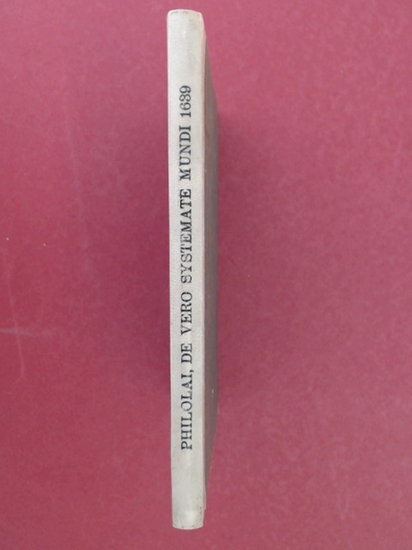 PHILOLAI, DE VERO SYSTEMATE MUNDI 1639